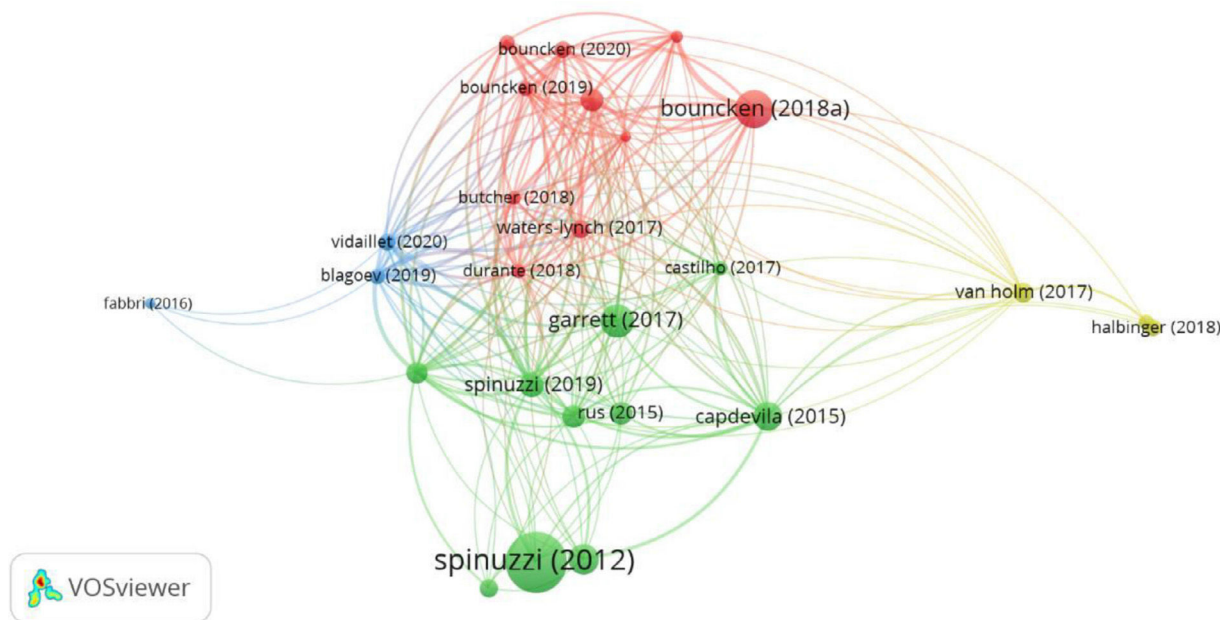 bouncken (2020)
bouncken (2019)
bouncken (2018a)
butcher (2018)
waters-lynch (2017)
vidaillet (2020)
blagoev (2019)
durante (2018)
castilho (2017)
fabbri (2016)
van holm (2017)
garrett (2017)
halbinger (2018)
spinuzzi (2019)
rus (2015)
capdevila (2015)
spinuzzi (2012)
VOSviewer